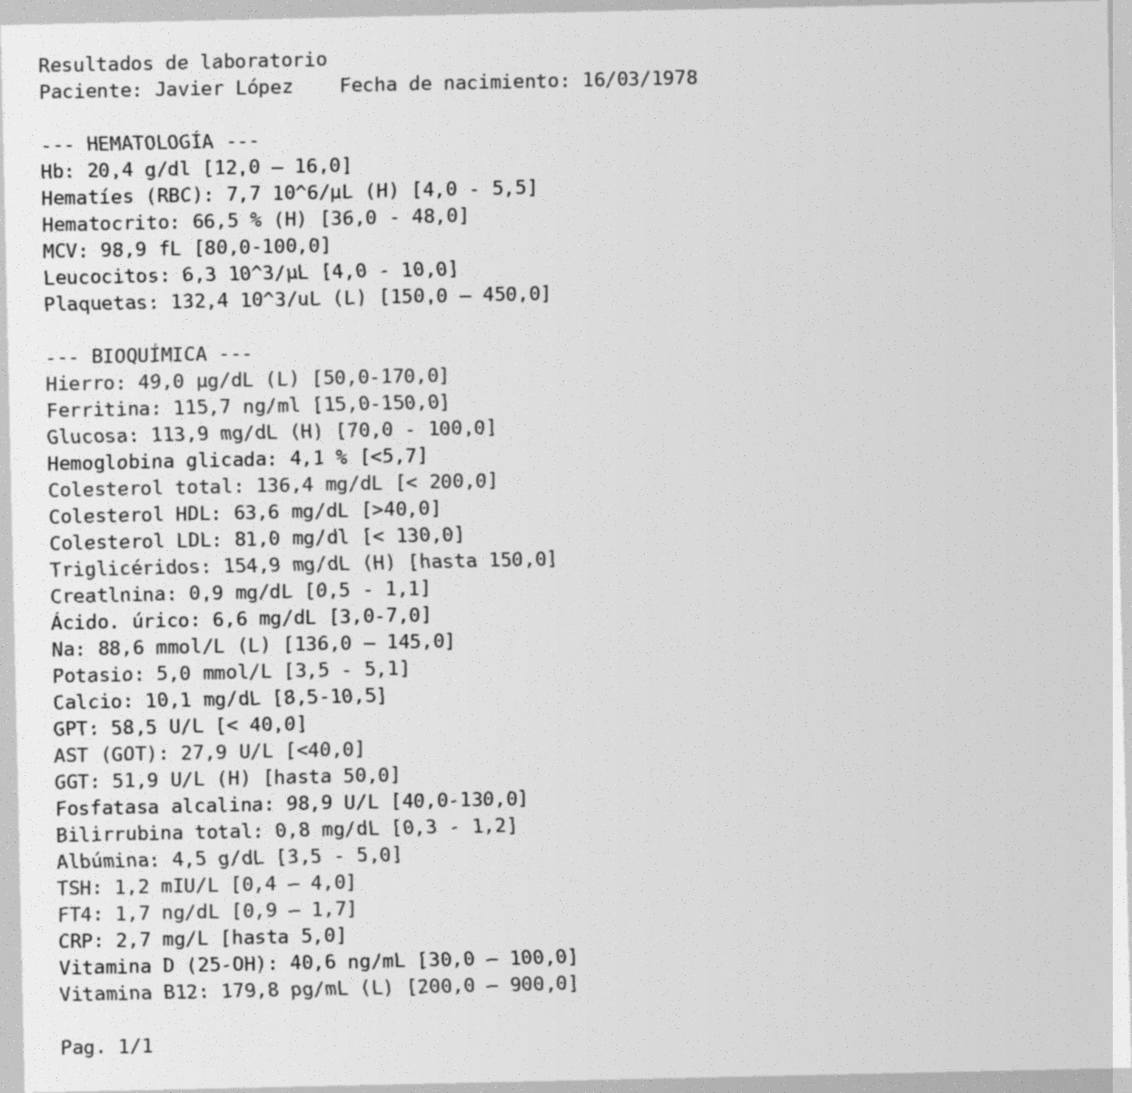 Resultados de laboratorio
Paciente: Javier López    Fecha de nacimiento: 16/03/1978

--- HEMATOLOGÍA ---
Hb: 20,4 g/dl [12,0 – 16,0]
Hematíes (RBC): 7,7 10^6/µL (H) [4,0 - 5,5]
Hematocrito: 66,5 % (H) [36,0 - 48,0]
MCV: 98,9 fL [80,0-100,0]
Leucocitos: 6,3 10^3/µL [4,0 - 10,0]
Plaquetas: 132,4 10^3/uL (L) [150,0 – 450,0]

--- BIOQUÍMICA ---
Hierro: 49,0 µg/dL (L) [50,0-170,0]
Ferritina: 115,7 ng/ml [15,0-150,0]
Glucosa: 113,9 mg/dL (H) [70,0 - 100,0]
Hemoglobina glicada: 4,1 % [<5,7]
Colesterol total: 136,4 mg/dL [< 200,0]
Colesterol HDL: 63,6 mg/dL [>40,0]
Colesterol LDL: 81,0 mg/dl [< 130,0]
Triglicéridos: 154,9 mg/dL (H) [hasta 150,0]
Creatlnina: 0,9 mg/dL [0,5 - 1,1]
Ácido. úrico: 6,6 mg/dL [3,0-7,0]
Na: 88,6 mmol/L (L) [136,0 – 145,0]
Potasio: 5,0 mmol/L [3,5 - 5,1]
Calcio: 10,1 mg/dL [8,5-10,5]
GPT: 58,5 U/L [< 40,0]
AST (GOT): 27,9 U/L [<40,0]
GGT: 51,9 U/L (H) [hasta 50,0]
Fosfatasa alcalina: 98,9 U/L [40,0-130,0]
Bilirrubina total: 0,8 mg/dL [0,3 - 1,2]
Albúmina: 4,5 g/dL [3,5 - 5,0]
TSH: 1,2 mIU/L [0,4 – 4,0]
FT4: 1,7 ng/dL [0,9 – 1,7]
CRP: 2,7 mg/L [hasta 5,0]
Vitamina D (25-OH): 40,6 ng/mL [30,0 – 100,0]
Vitamina B12: 179,8 pg/mL (L) [200,0 – 900,0]

Pag. 1/1